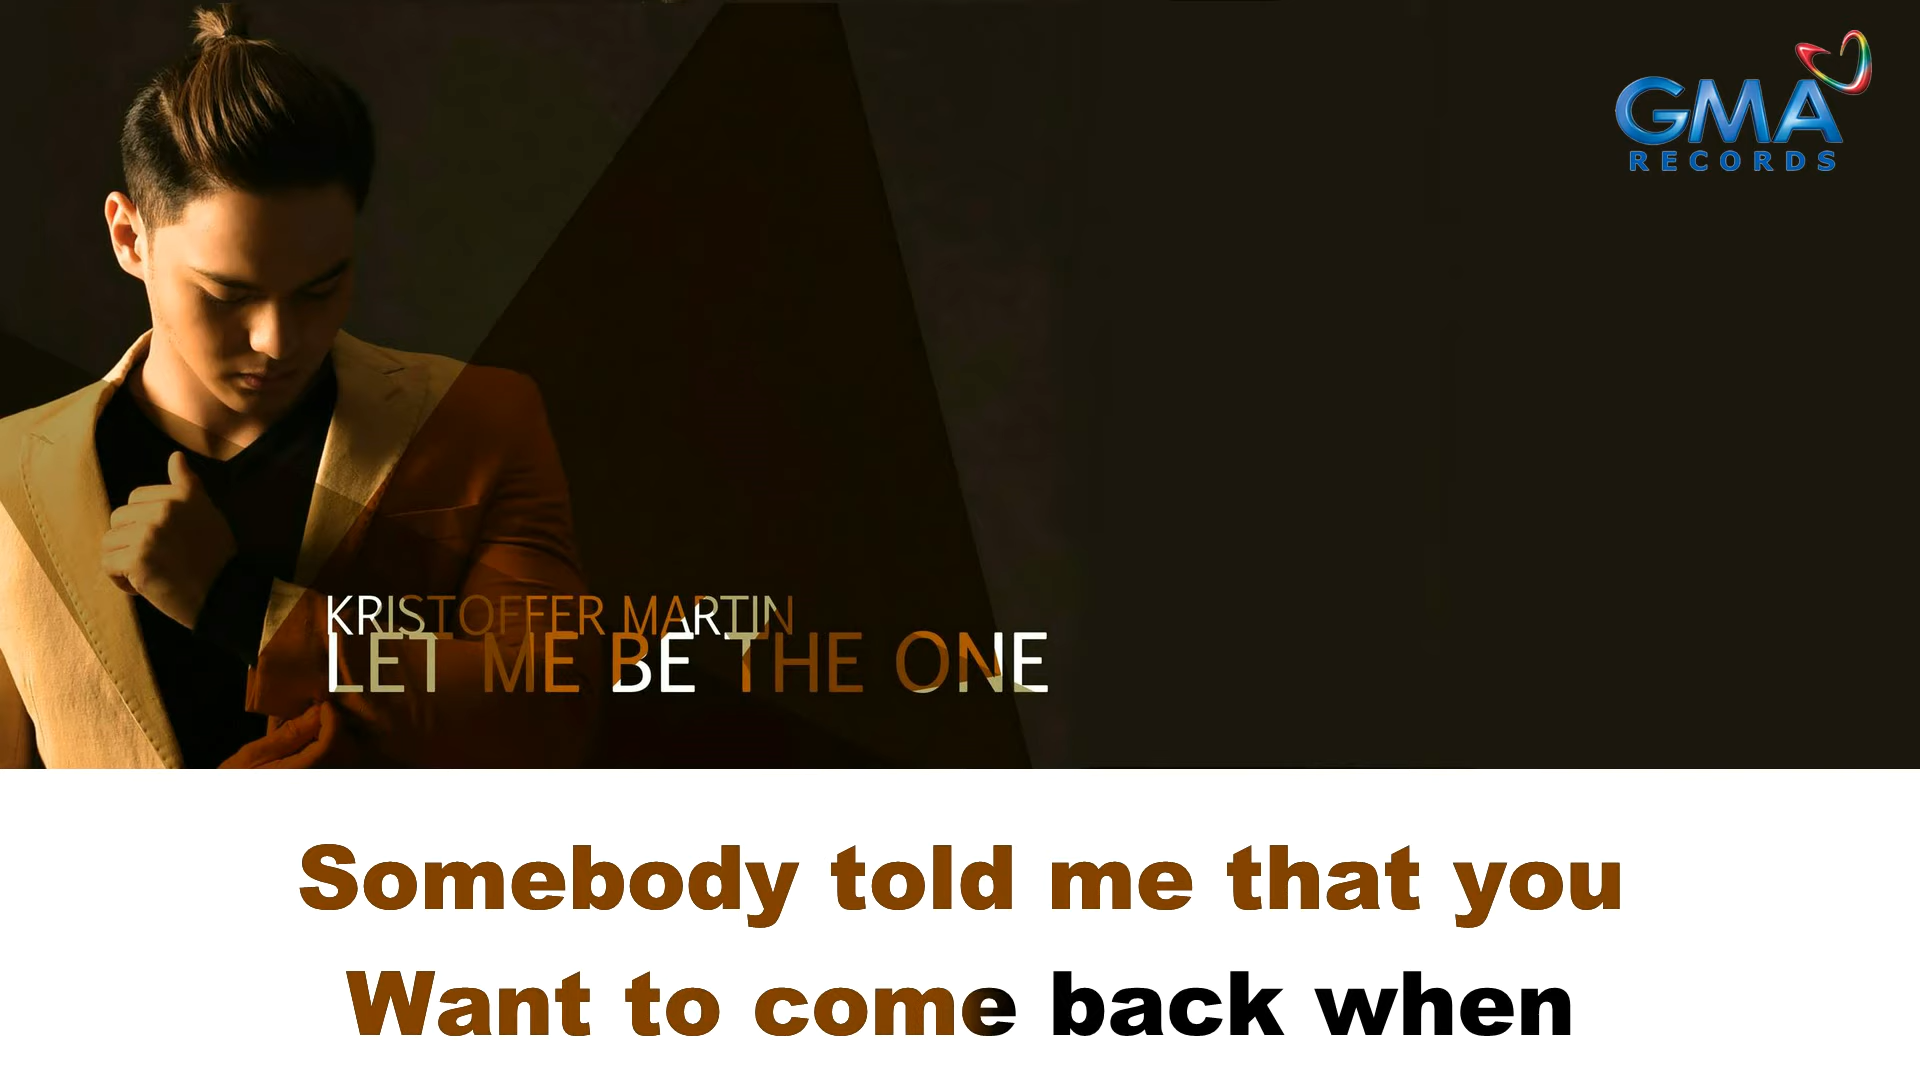 GMA
RECORDS
KRISTOFFER MARTIN
LET ME BE THE ONE
Somebody told me that you
Want to come back when